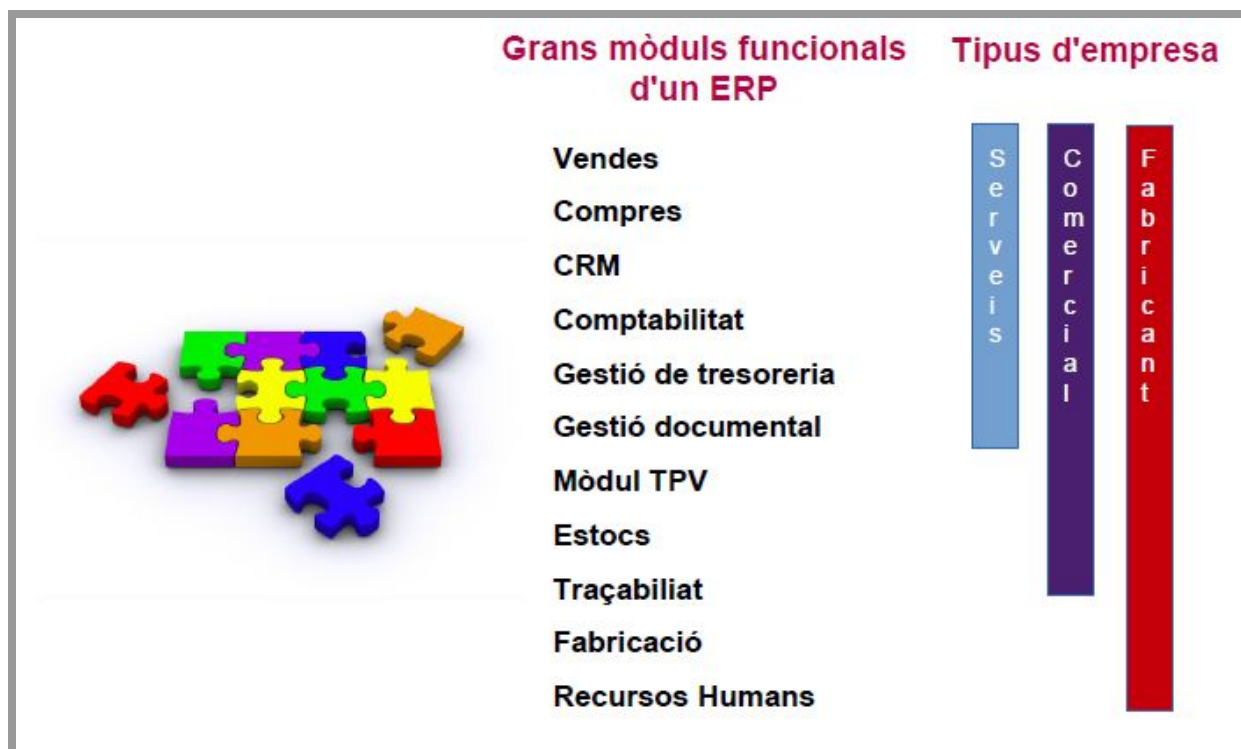 Grans mòduls funcionals
d'un ERP
Tipus d'empresa
Vendes
Compres
CRM
Comptabilitat
Gestió de tresoreria
Gestió documental
Mòdul TPV
Estocs
Traçabiliat
Fabricació
Recursos Humans
Serveis
Comercial
Fabricant